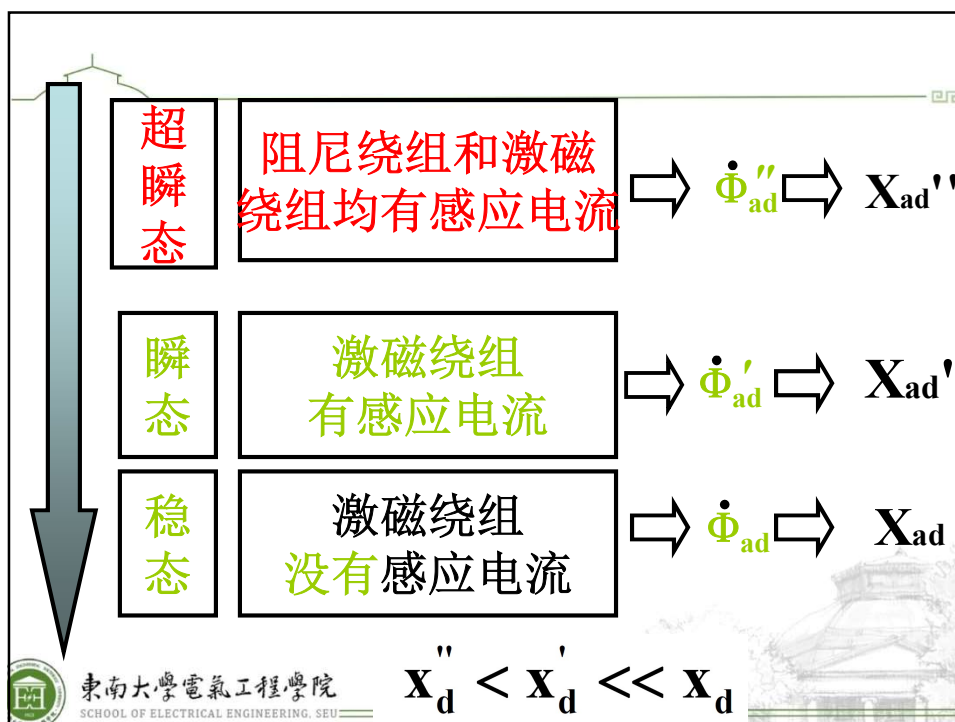 超
瞬
态
阻尼绕组和激磁
绕组均有感应电流
Φ̇ad″
Xad''
瞬
态
激磁绕组
有感应电流
Φ̇ad′
Xad'
稳
态
激磁绕组
没有感应电流
Φ̇ad
Xad
x''d < x'd << xd
東南大學電氣工程學院
SCHOOL OF ELECTRICAL ENGINEERING, SEU